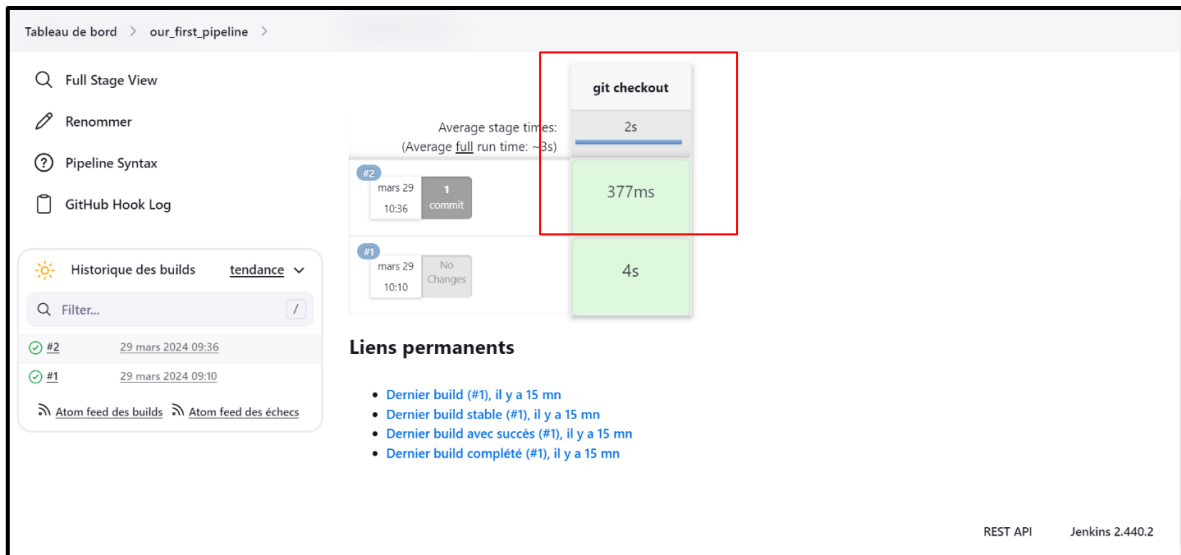 Tableau de bord > our_first_pipeline >
Full Stage View
Renommer
Pipeline Syntax
GitHub Hook Log
Historique des builds tendance
Filter... /
#2 29 mars 2024 09:36
#1 29 mars 2024 09:10
Atom feed des builds Atom feed des échecs
git checkout
Average stage times: 2s
(Average full run time: ~3s)
#2
mars 29 1
10:36 commit
377ms
#1
mars 29 No
10:10 Changes
4s
Liens permanents
Dernier build (#1), il y a 15 mn
Dernier build stable (#1), il y a 15 mn
Dernier build avec succès (#1), il y a 15 mn
Dernier build complété (#1), il y a 15 mn
REST API Jenkins 2.440.2